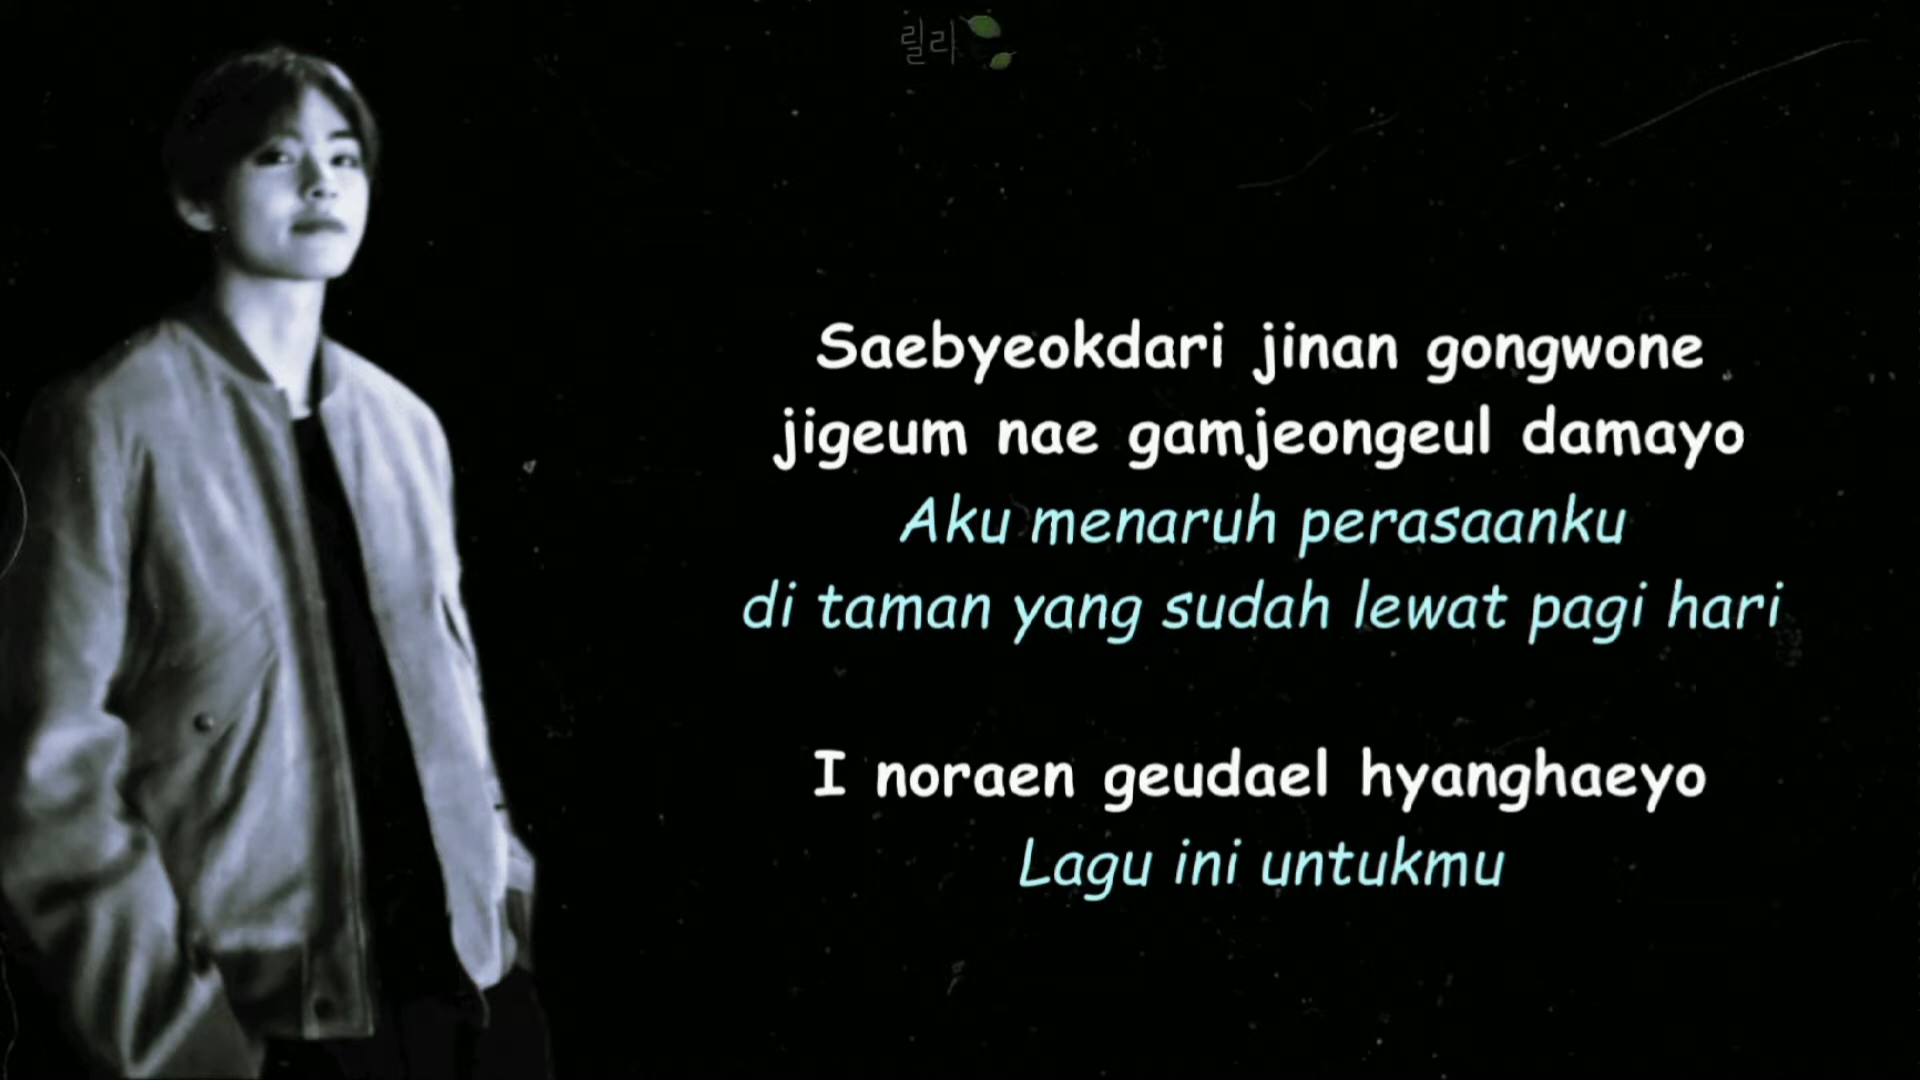 릴라
Saebyeokdari jinan gongwone
jigeum nae gamjeongeul damayo
Aku menaruh perasaanku
di taman yang sudah lewat pagi hari
I noraen geudael hyanghaeyo
Lagu ini untukmu